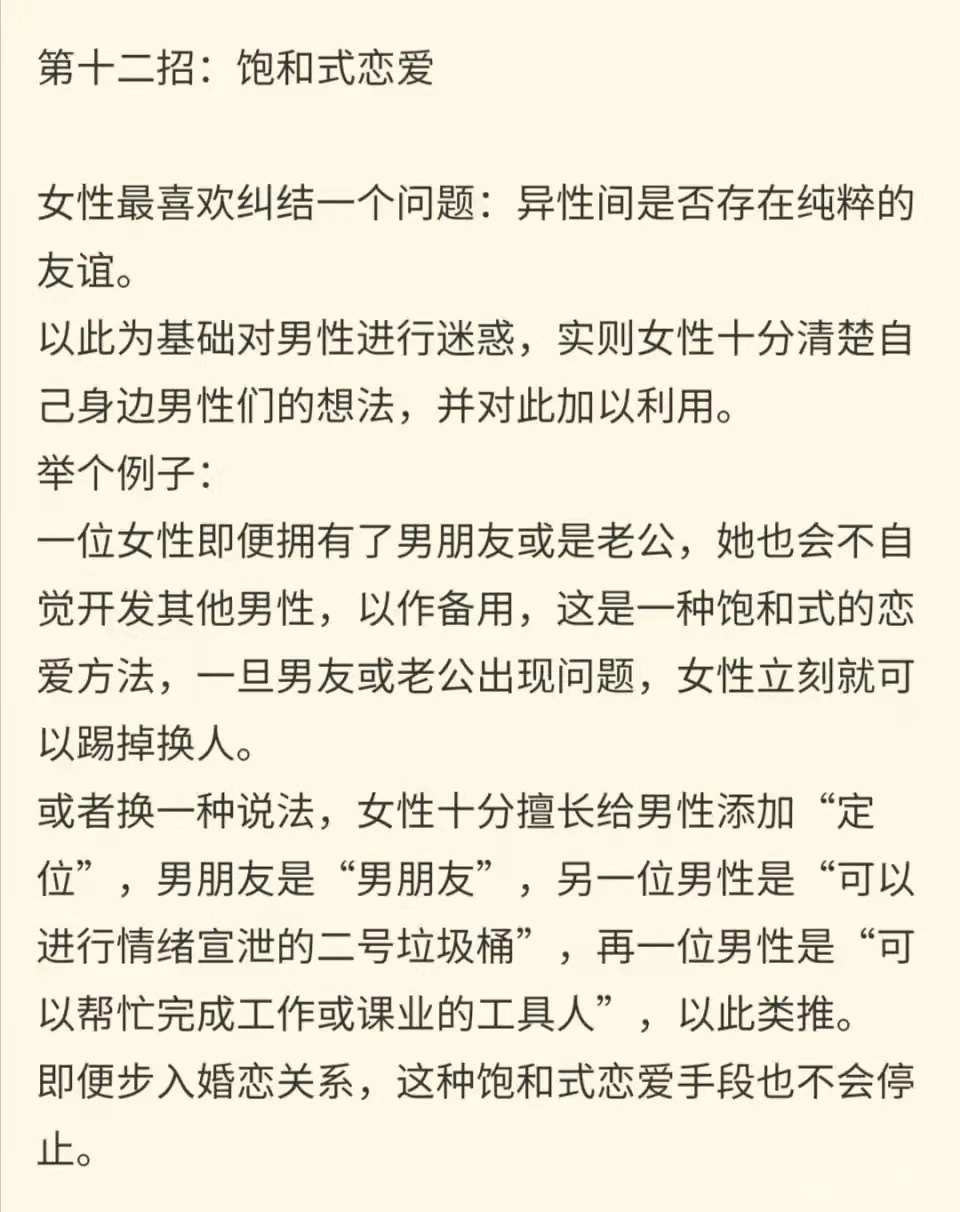 第十二招：饱和式恋爱
女性最喜欢纠结一个问题：异性间是否存在纯粹的
友谊。
以此为基础对男性进行迷惑，实则女性十分清楚自
己身边男性们的想法，并对此加以利用。
举个例子：
一位女性即便拥有了男朋友或是老公，她也会不自
觉开发其他男性，以作备用，这是一种饱和式的恋
爱方法，一旦男友或老公出现问题，女性立刻就可
以踢掉换人。
或者换一种说法，女性十分擅长给男性添加“定
位”，男朋友是“男朋友”，另一位男性是“可以
进行情绪宣泄的二号垃圾桶”，再一位男性是“可
以帮忙完成工作或课业的工具人”，以此类推。
即便步入婚恋关系，这种饱和式恋爱手段也不会停
止。